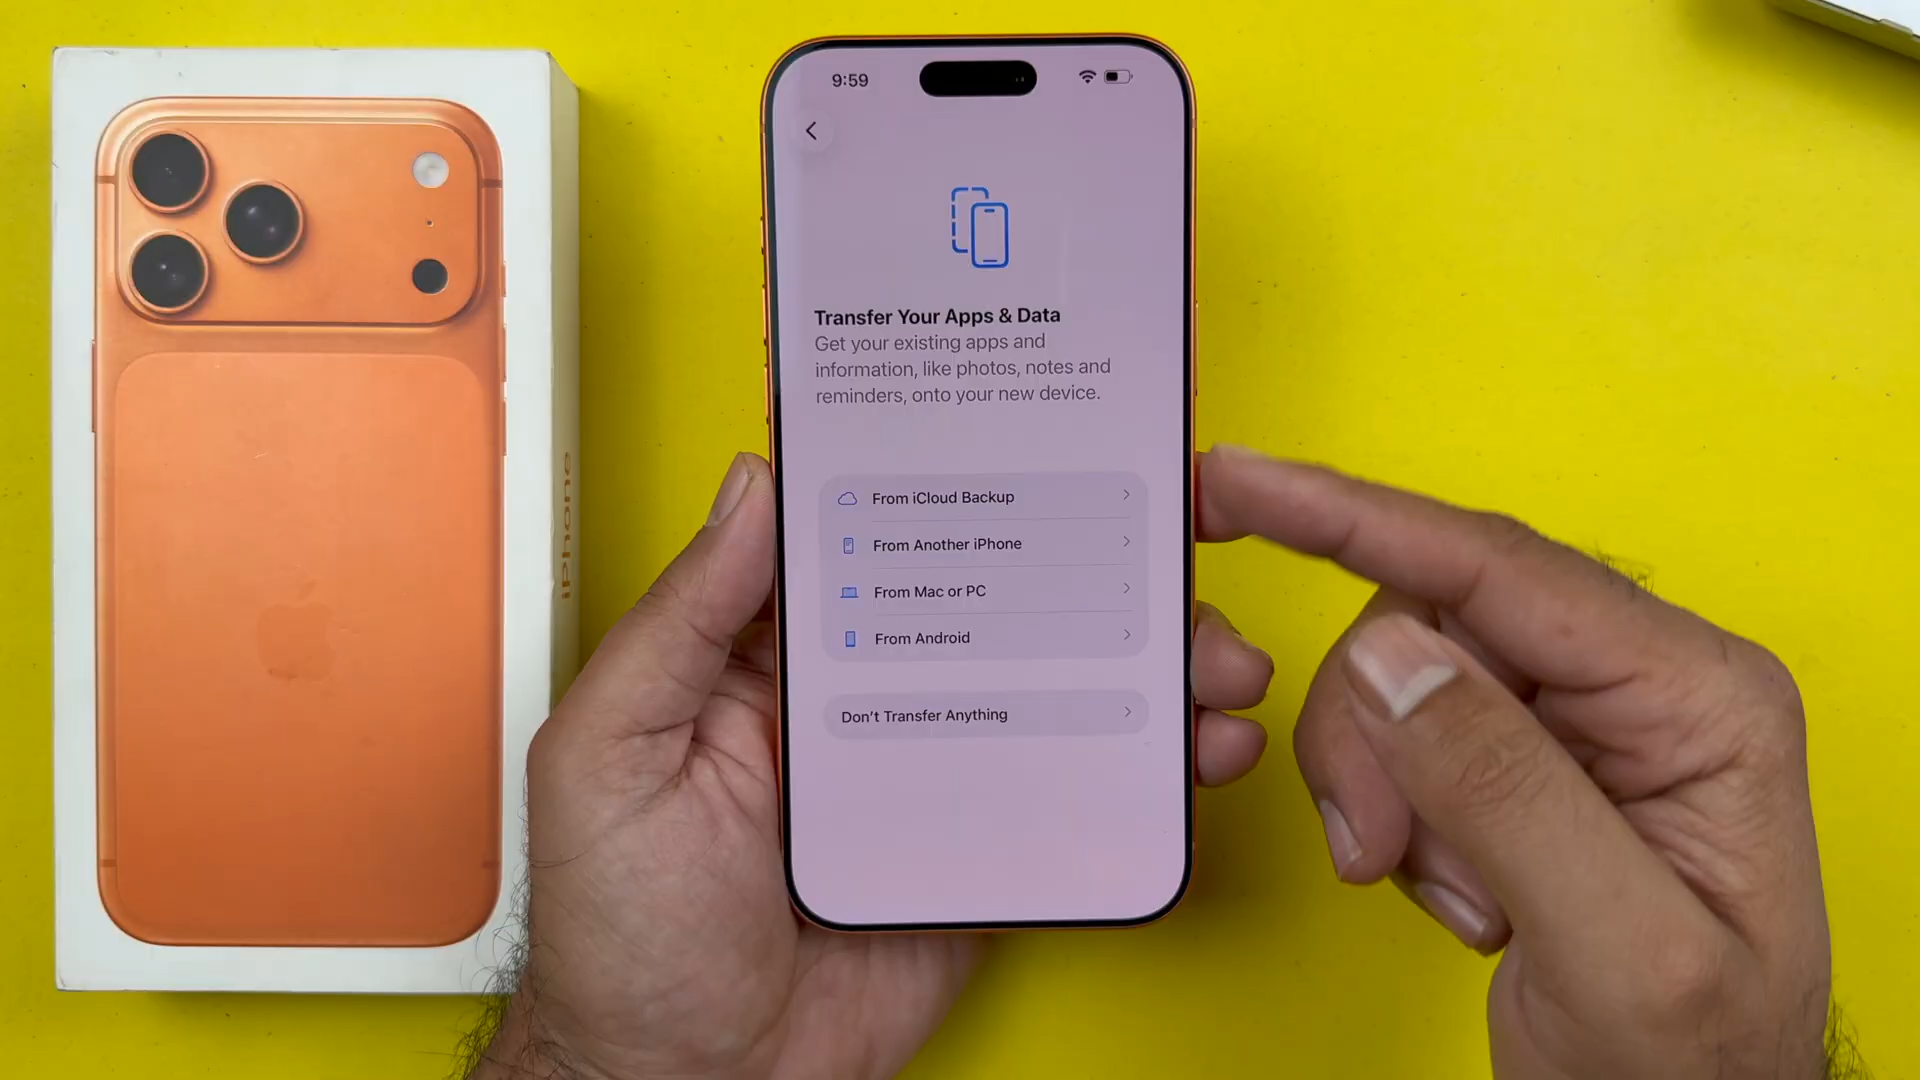 iPhone
9:59
Transfer Your Apps & Data
Get your existing apps and
information, like photos, notes and
reminders, onto your new device.
From iCloud Backup
From Another iPhone
From Mac or PC
From Android
Don’t Transfer Anything